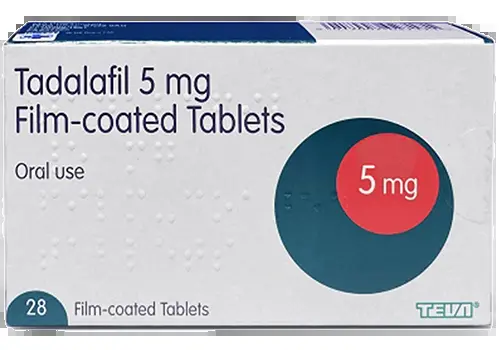 Tadalafil 5 mg
Film-coated Tablets
Oral use
5 mg
28 Film-coated Tablets
TEVA